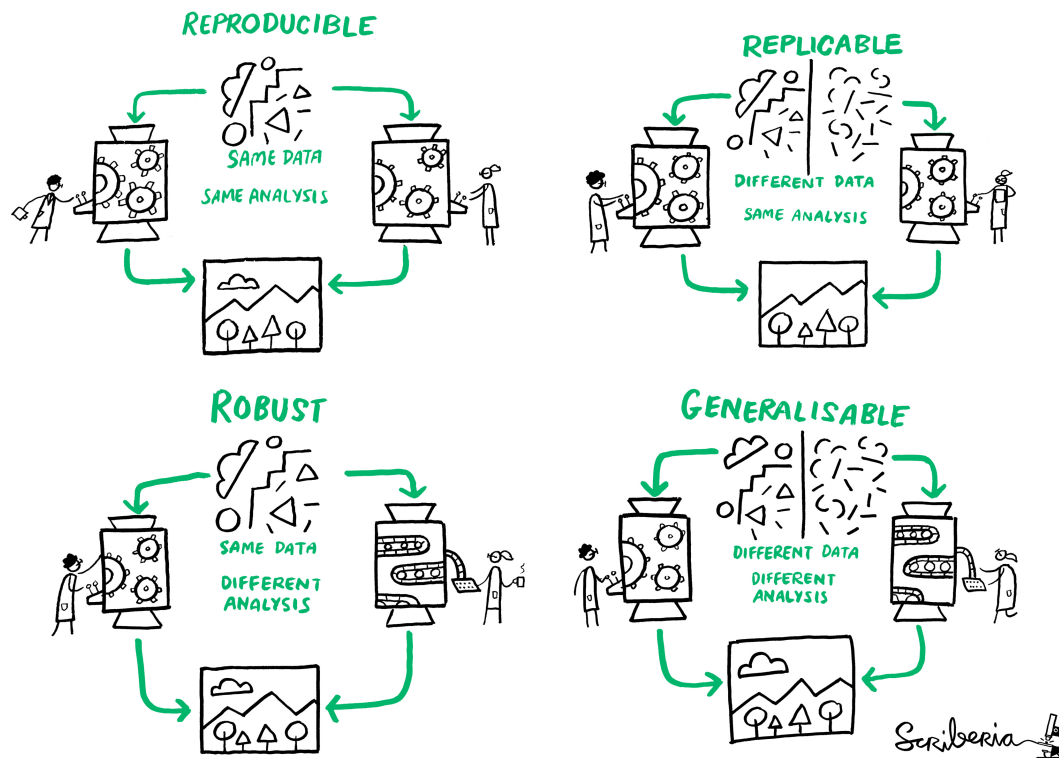 REPRODUCIBLE
SAME DATA
SAME ANALYSIS
REPLICABLE
DIFFERENT DATA
SAME ANALYSIS
ROBUST
SAME DATA
DIFFERENT
ANALYSIS
GENERALISABLE
DIFFERENT DATA
DIFFERENT
ANALYSIS
Scriberia